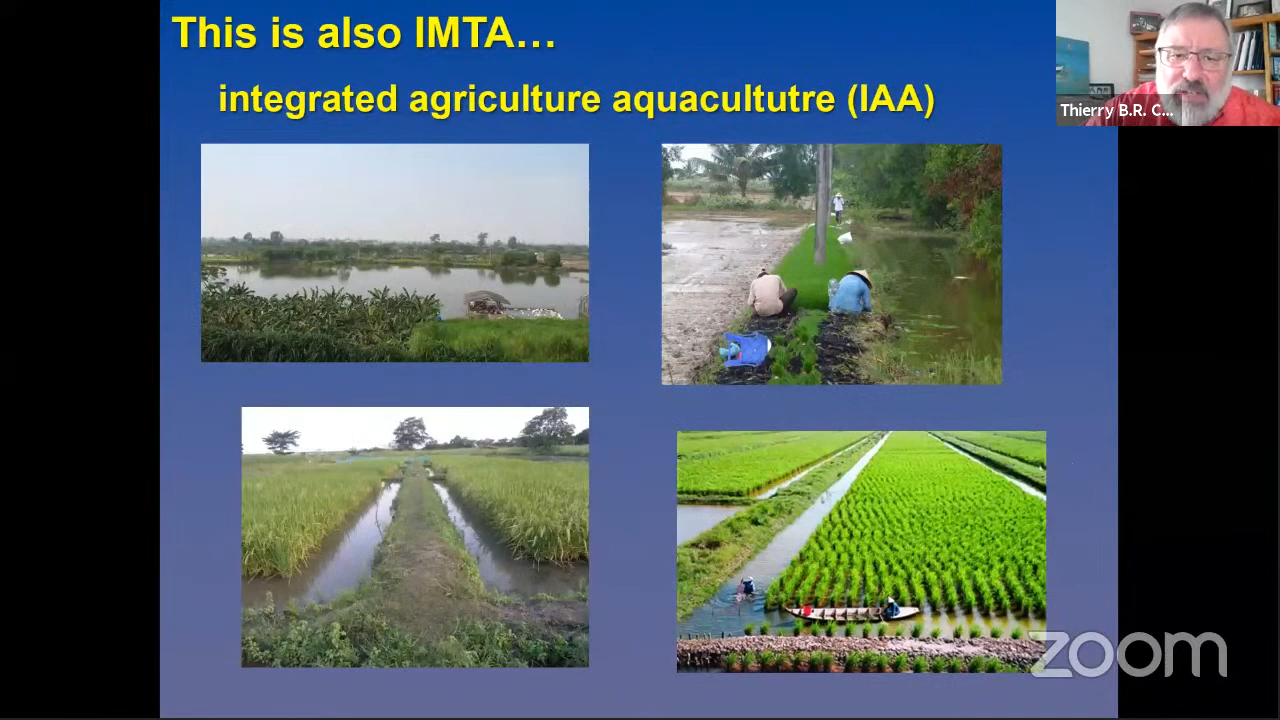 This is also IMTA…
integrated agriculture aquacultutre (IAA)
Thierry B.R. C...
zoom